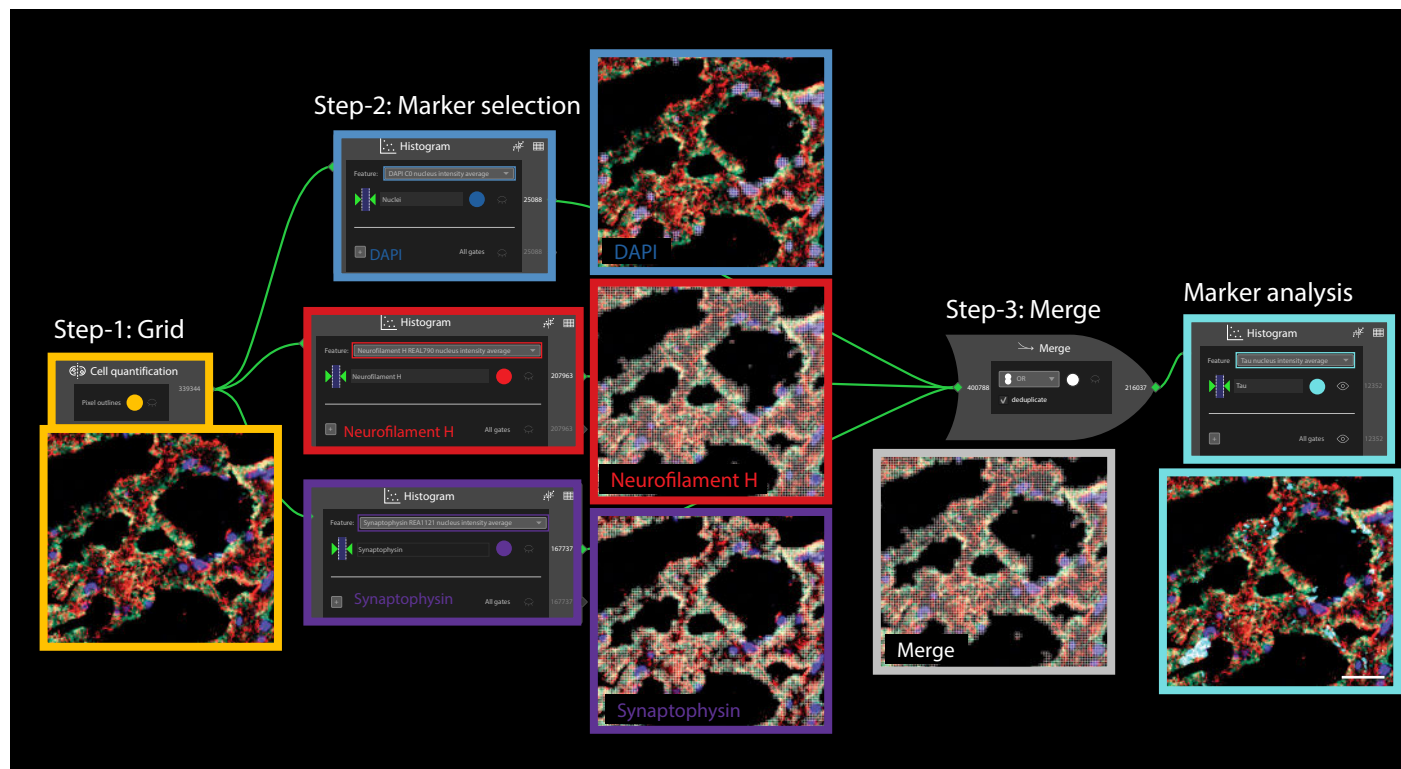 Step-1: Grid
Cell quantification
339344
Pixel outlines
Step-2: Marker selection
Histogram
Feature: DAPI C0 nucleus intensity average
Nuclei
25088
+ DAPI All gates 25088
Histogram
Feature: Neurofilament H REAL790 nucleus intensity average
Neurofilament H
207963
+ Neurofilament H All gates 207963
Histogram
Feature: Synaptophysin REA1121 nucleus intensity average
Synaptophysin
167737
+ Synaptophysin All gates 167737
DAPI
Neurofilament H
Synaptophysin
Step-3: Merge
Merge
400788 OR 216037
deduplicate
Merge
Marker analysis
Histogram
Feature Tau nucleus intensity average
Tau
12352
+ All gates 12352